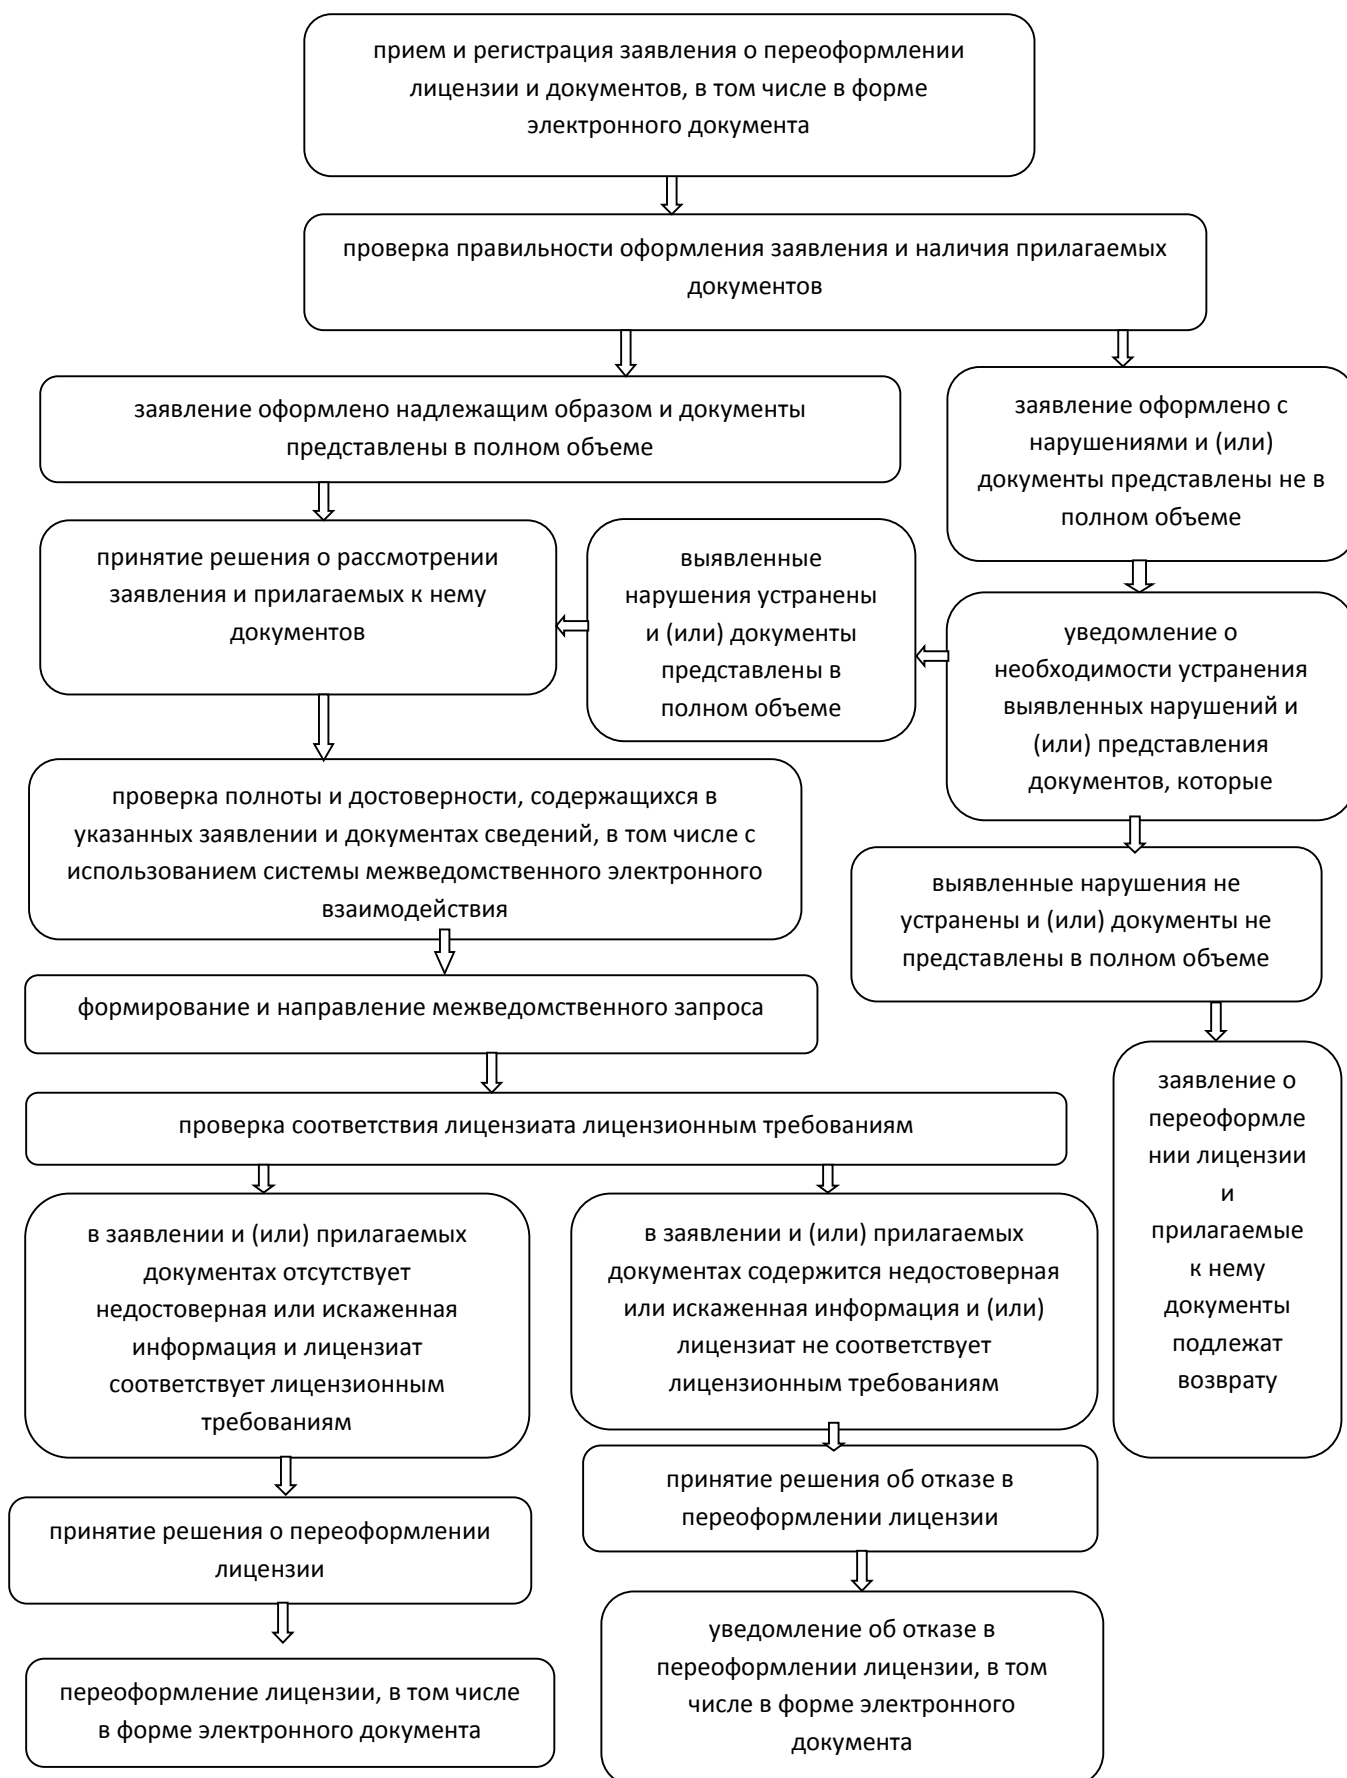 прием и регистрация заявления о переоформлении
лицензии и документов, в том числе в форме
электронного документа
проверка правильности оформления заявления и наличия прилагаемых
документов
заявление оформлено надлежащим образом и документы
представлены в полном объеме
заявление оформлено с
нарушениями и (или)
документы представлены не в
полном объеме
принятие решения о рассмотрении
заявления и прилагаемых к нему
документов
выявленные
нарушения устранены
и (или) документы
представлены в
полном объеме
уведомление о
необходимости устранения
выявленных нарушений и
(или) представления
документов, которые
проверка полноты и достоверности, содержащихся в
указанных заявлении и документах сведений, в том числе с
использованием системы межведомственного электронного
взаимодействия
выявленные нарушения не
устранены и (или) документы не
представлены в полном объеме
формирование и направление межведомственного запроса
заявление о
переоформле
нии лицензии
и
прилагаемые
к нему
документы
подлежат
возврату
проверка соответствия лицензиата лицензионным требованиям
в заявлении и (или) прилагаемых
документах отсутствует
недостоверная или искаженная
информация и лицензиат
соответствует лицензионным
требованиям
в заявлении и (или) прилагаемых
документах содержится недостоверная
или искаженная информация и (или)
лицензиат не соответствует
лицензионным требованиям
принятие решения о переоформлении
лицензии
принятие решения об отказе в
переоформлении лицензии
переоформление лицензии, в том числе
в форме электронного документа
уведомление об отказе в
переоформлении лицензии, в том
числе в форме электронного
документа